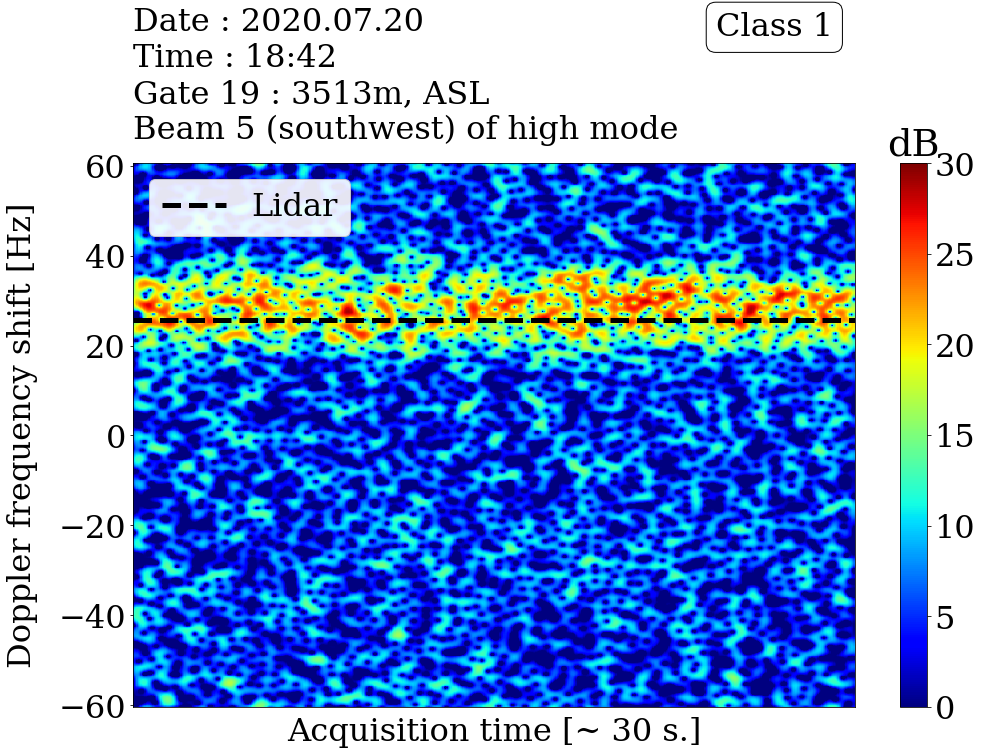 Date : 2020.07.20
Time : 18:42
Gate 19 : 3513m, ASL
Beam 5 (southwest) of high mode
Class 1
dB
Lidar
Doppler frequency shift [Hz]
60
40
20
0
−20
−40
−60
30
25
20
15
10
5
0
Acquisition time [~ 30 s.]